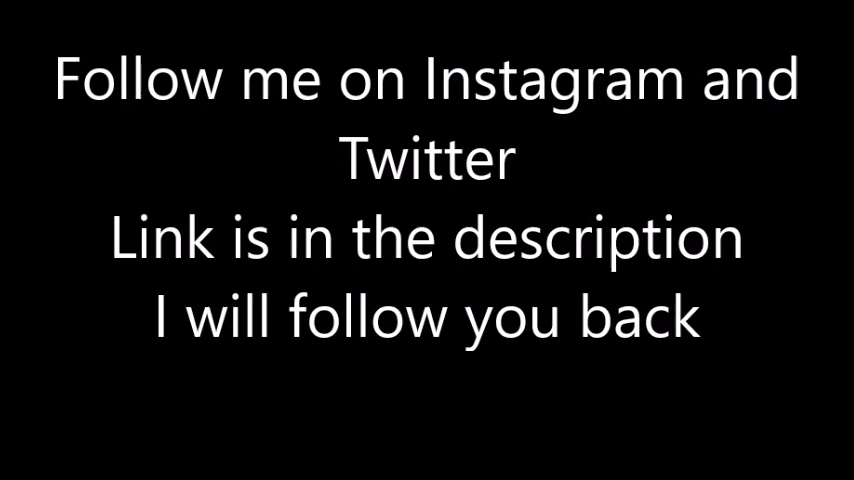 Follow me on Instagram and
Twitter
Link is in the description
I will follow you back